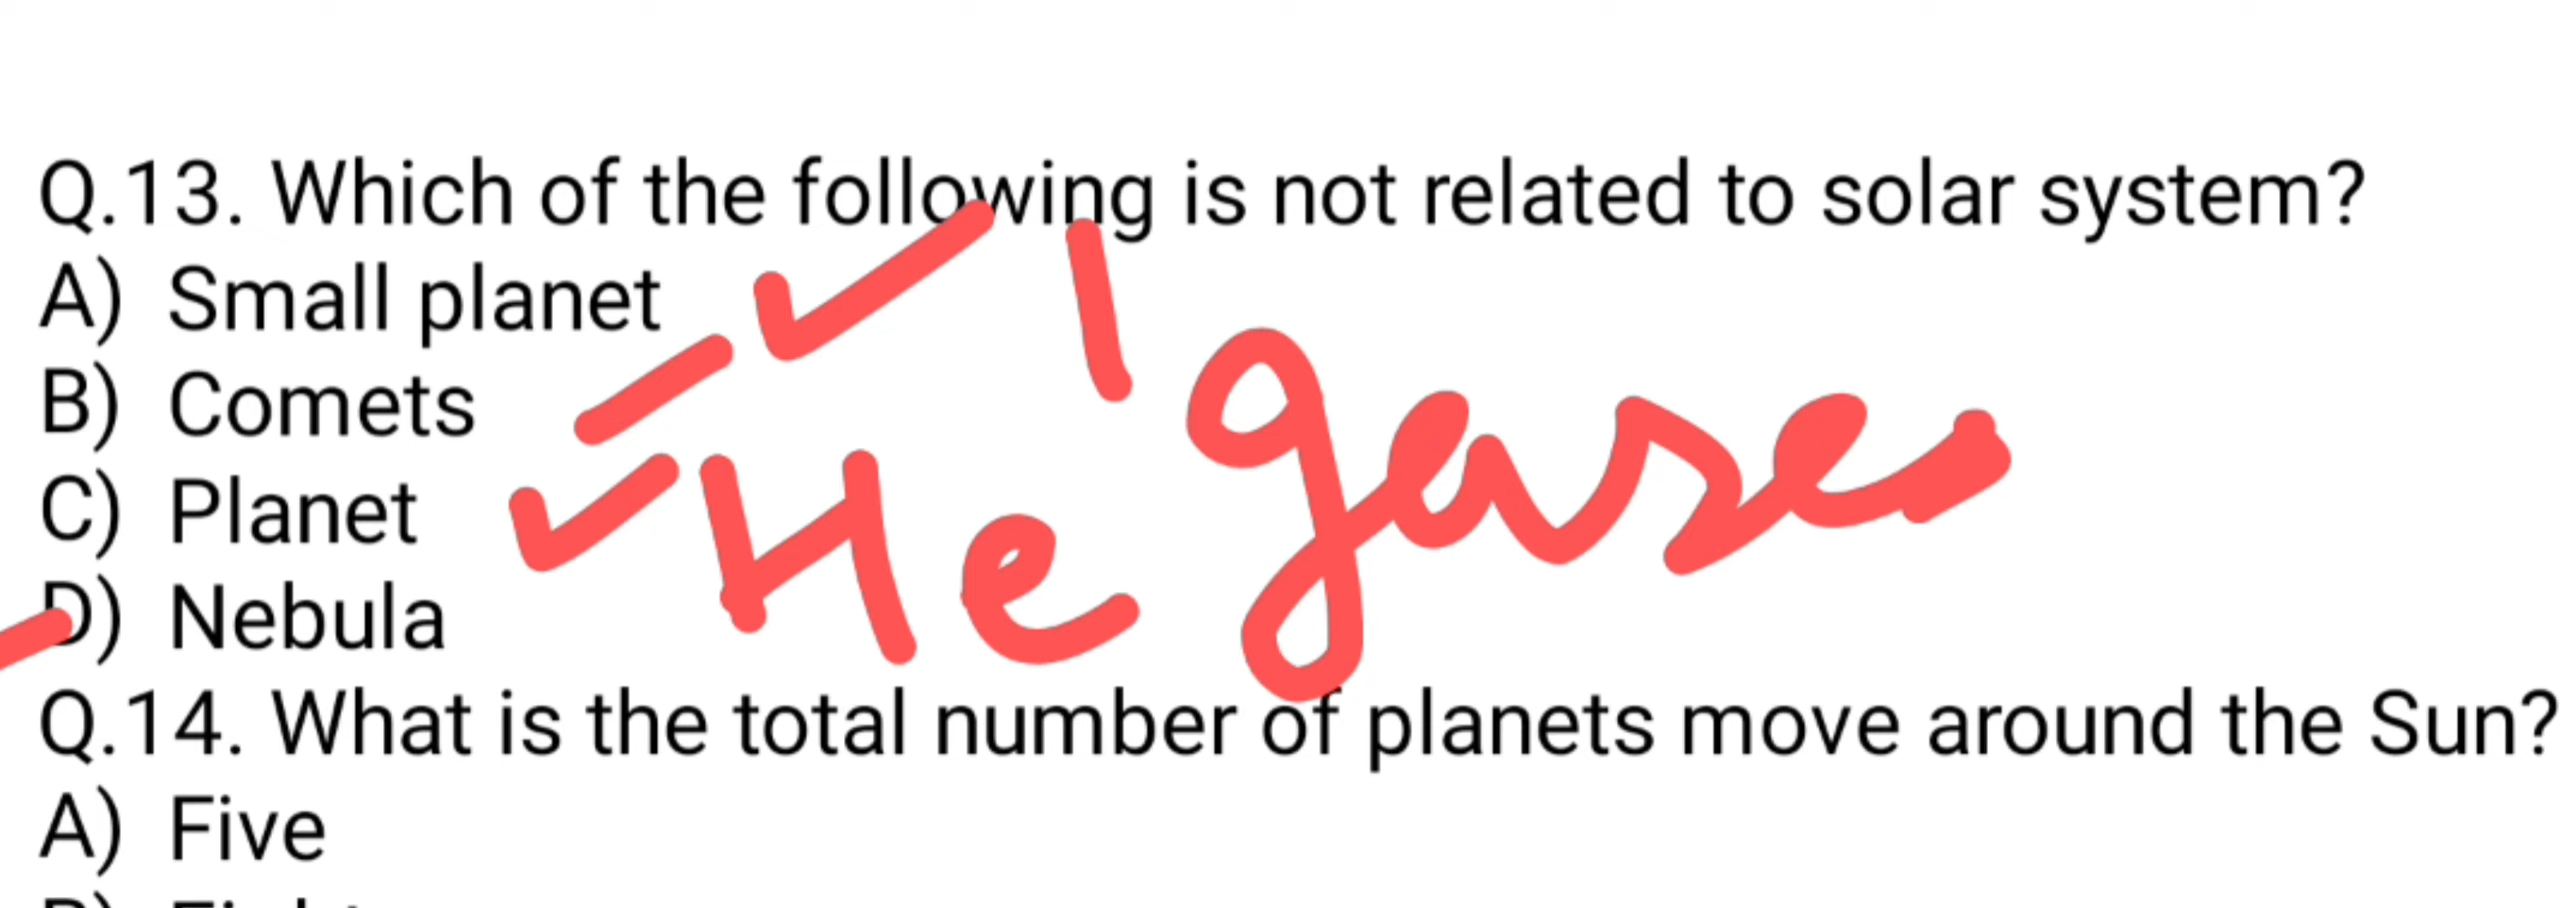 Q.13. Which of the following is not related to solar system?
A) Small planet
B) Comets
C) Planet
D) Nebula
He gases
Q.14. What is the total number of planets move around the Sun?
A) Five